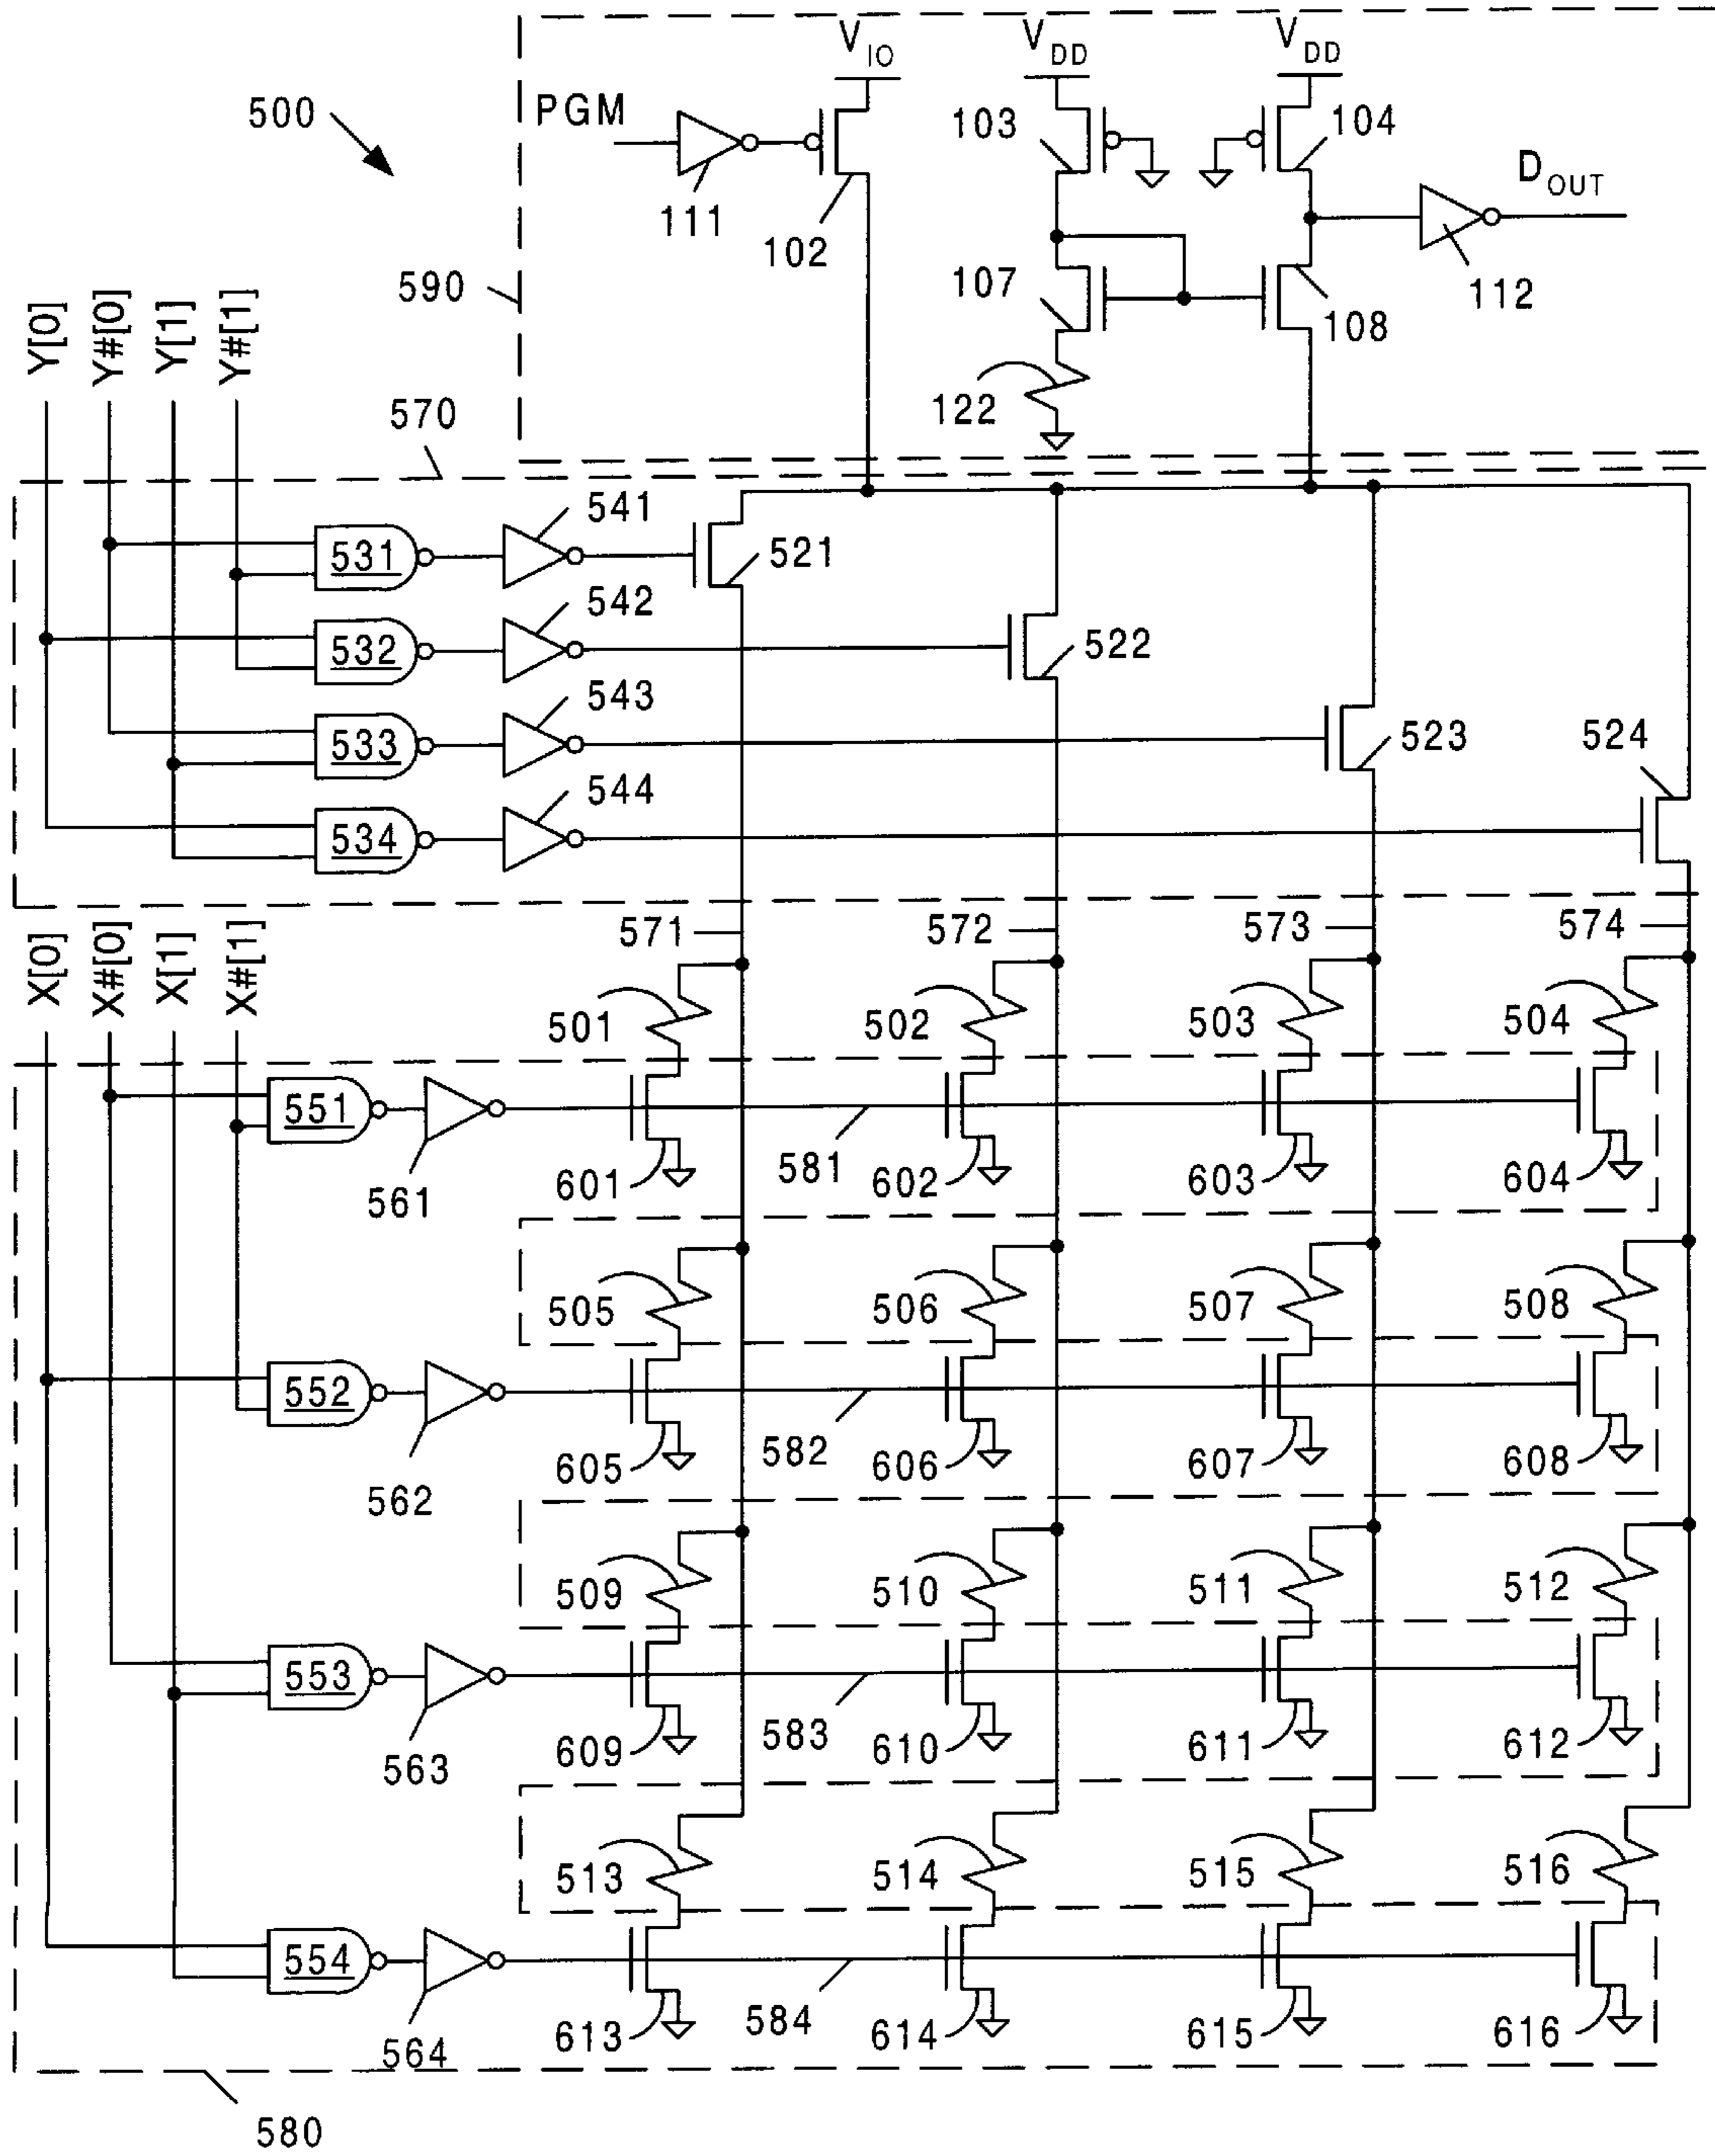 V_IO V_DD V_DD
500 PGM 103 104 D_OUT
111 102
590 107 108 112
Y[0] Y#[0] Y[1] Y#[1]
570 122
531 541 521
532 542 522
533 543 523
534 544 524
571 572 573 574
X[0] X#[0] X[1] X#[1]
501 502 503 504
551 561 601 581 602 603 604
505 506 507 508
552 562 605 582 606 607 608
509 510 511 512
553 563 609 583 610 611 612
513 514 515 516
554 564 613 584 614 615 616
580